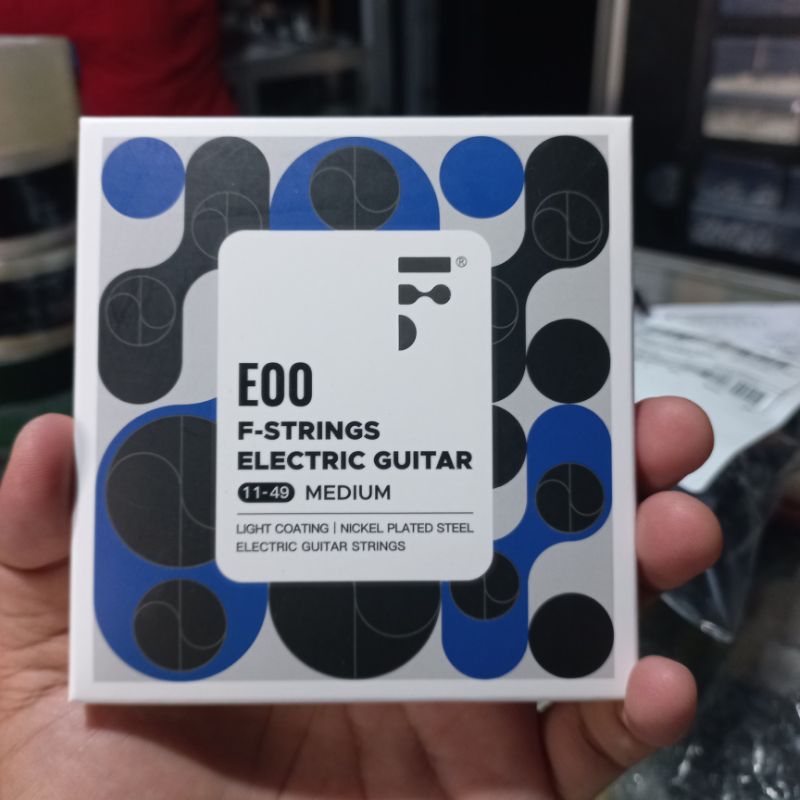 ®
E00
F-STRINGS
ELECTRIC GUITAR
11-49 MEDIUM
LIGHT COATING | NICKEL PLATED STEEL
ELECTRIC GUITAR STRINGS